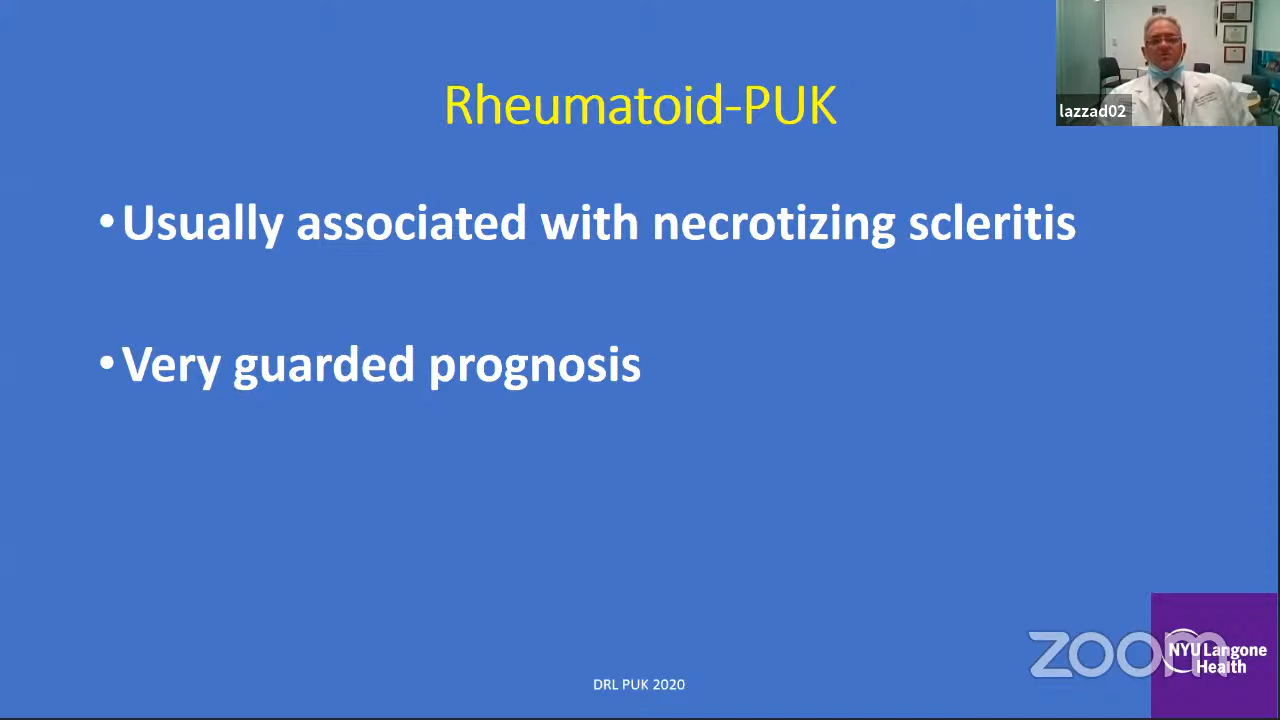 Rheumatoid-PUK
lazzad02
•Usually associated with necrotizing scleritis
•Very guarded prognosis
zoom
NYU Langone
Health
DRL PUK 2020